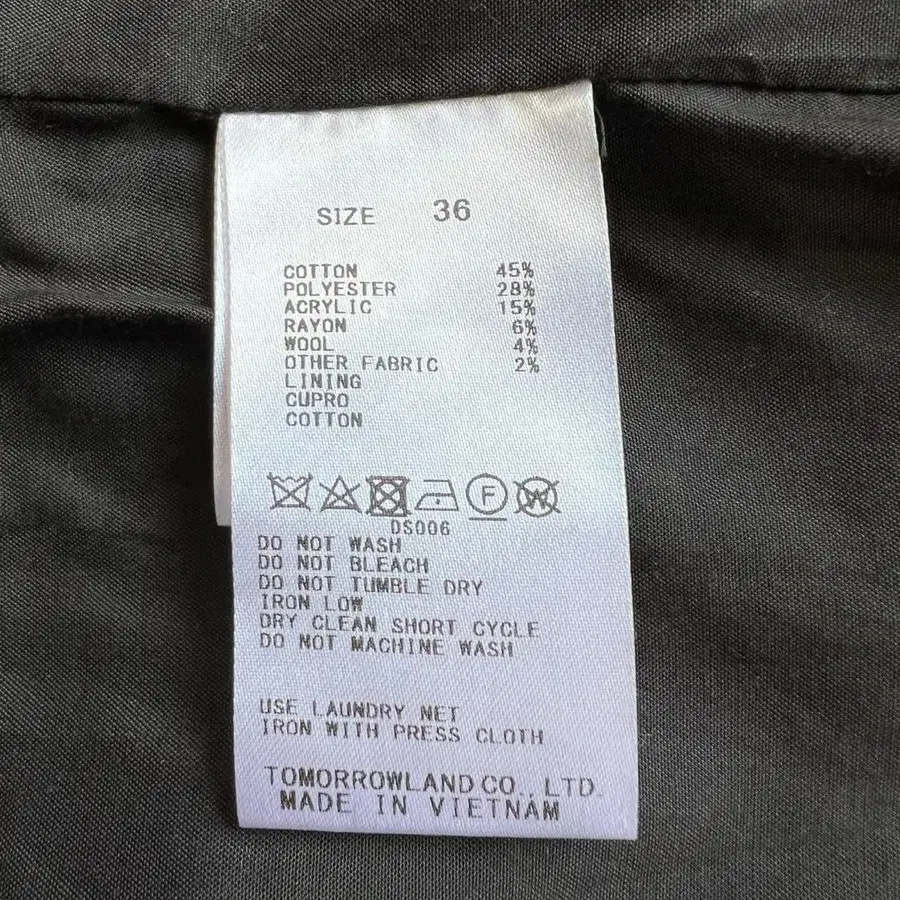 SIZE 36
COTTON 45%
POLYESTER 28%
ACRYLIC 15%
RAYON 6%
WOOL 4%
OTHER FABRIC 2%
LINING
CUPRO
COTTON
F W
DS006
DO NOT WASH
DO NOT BLEACH
DO NOT TUMBLE DRY
IRON LOW
DRY CLEAN SHORT CYCLE
DO NOT MACHINE WASH
USE LAUNDRY NET
IRON WITH PRESS CLOTH
TOMORROWLAND CO., LTD.
MADE IN VIETNAM